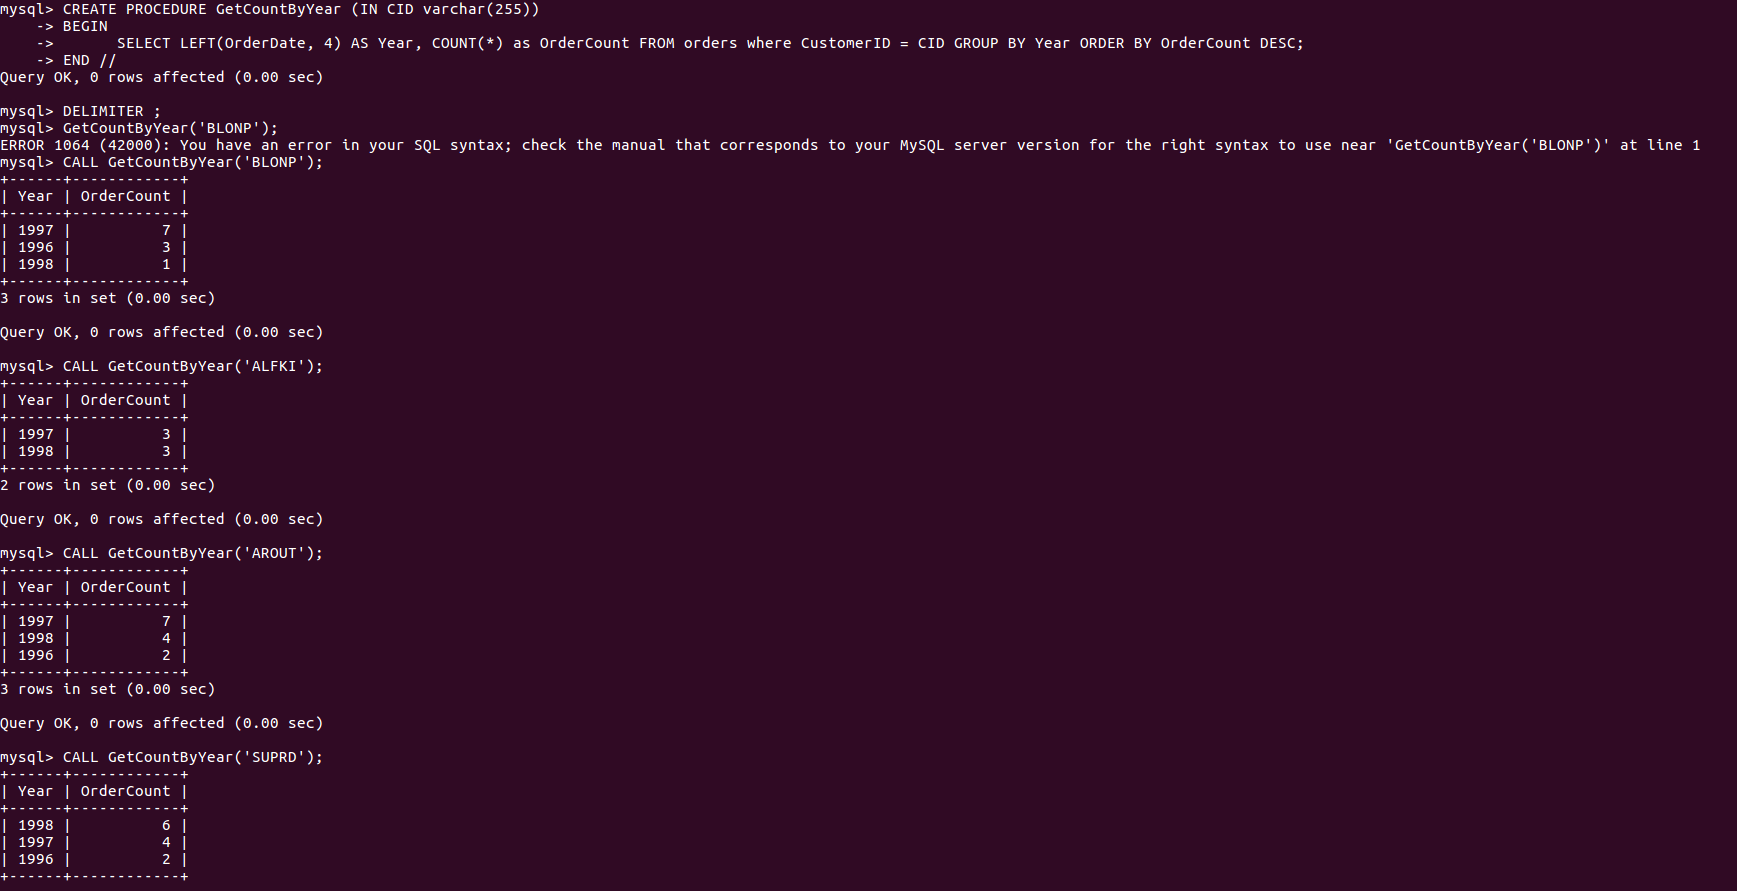 mysql> CREATE PROCEDURE GetCountByYear (IN CID varchar(255))
    -> BEGIN
    ->       SELECT LEFT(OrderDate, 4) AS Year, COUNT(*) as OrderCount FROM orders where CustomerID = CID GROUP BY Year ORDER BY OrderCount DESC;
    -> END //
Query OK, 0 rows affected (0.00 sec)

mysql> DELIMITER ;
mysql> GetCountByYear('BLONP');
ERROR 1064 (42000): You have an error in your SQL syntax; check the manual that corresponds to your MySQL server version for the right syntax to use near 'GetCountByYear('BLONP')' at line 1
mysql> CALL GetCountByYear('BLONP');
+------+------------+
| Year | OrderCount |
+------+------------+
| 1997 |          7 |
| 1996 |          3 |
| 1998 |          1 |
+------+------------+
3 rows in set (0.00 sec)

Query OK, 0 rows affected (0.00 sec)

mysql> CALL GetCountByYear('ALFKI');
+------+------------+
| Year | OrderCount |
+------+------------+
| 1997 |          3 |
| 1998 |          3 |
+------+------------+
2 rows in set (0.00 sec)

Query OK, 0 rows affected (0.00 sec)

mysql> CALL GetCountByYear('AROUT');
+------+------------+
| Year | OrderCount |
+------+------------+
| 1997 |          7 |
| 1998 |          4 |
| 1996 |          2 |
+------+------------+
3 rows in set (0.00 sec)

Query OK, 0 rows affected (0.00 sec)

mysql> CALL GetCountByYear('SUPRD');
+------+------------+
| Year | OrderCount |
+------+------------+
| 1998 |          6 |
| 1997 |          4 |
| 1996 |          2 |
+------+------------+